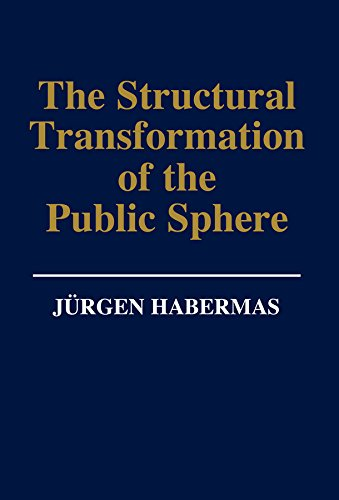 The Structural
Transformation
of the
Public Sphere
JÜRGEN HABERMAS